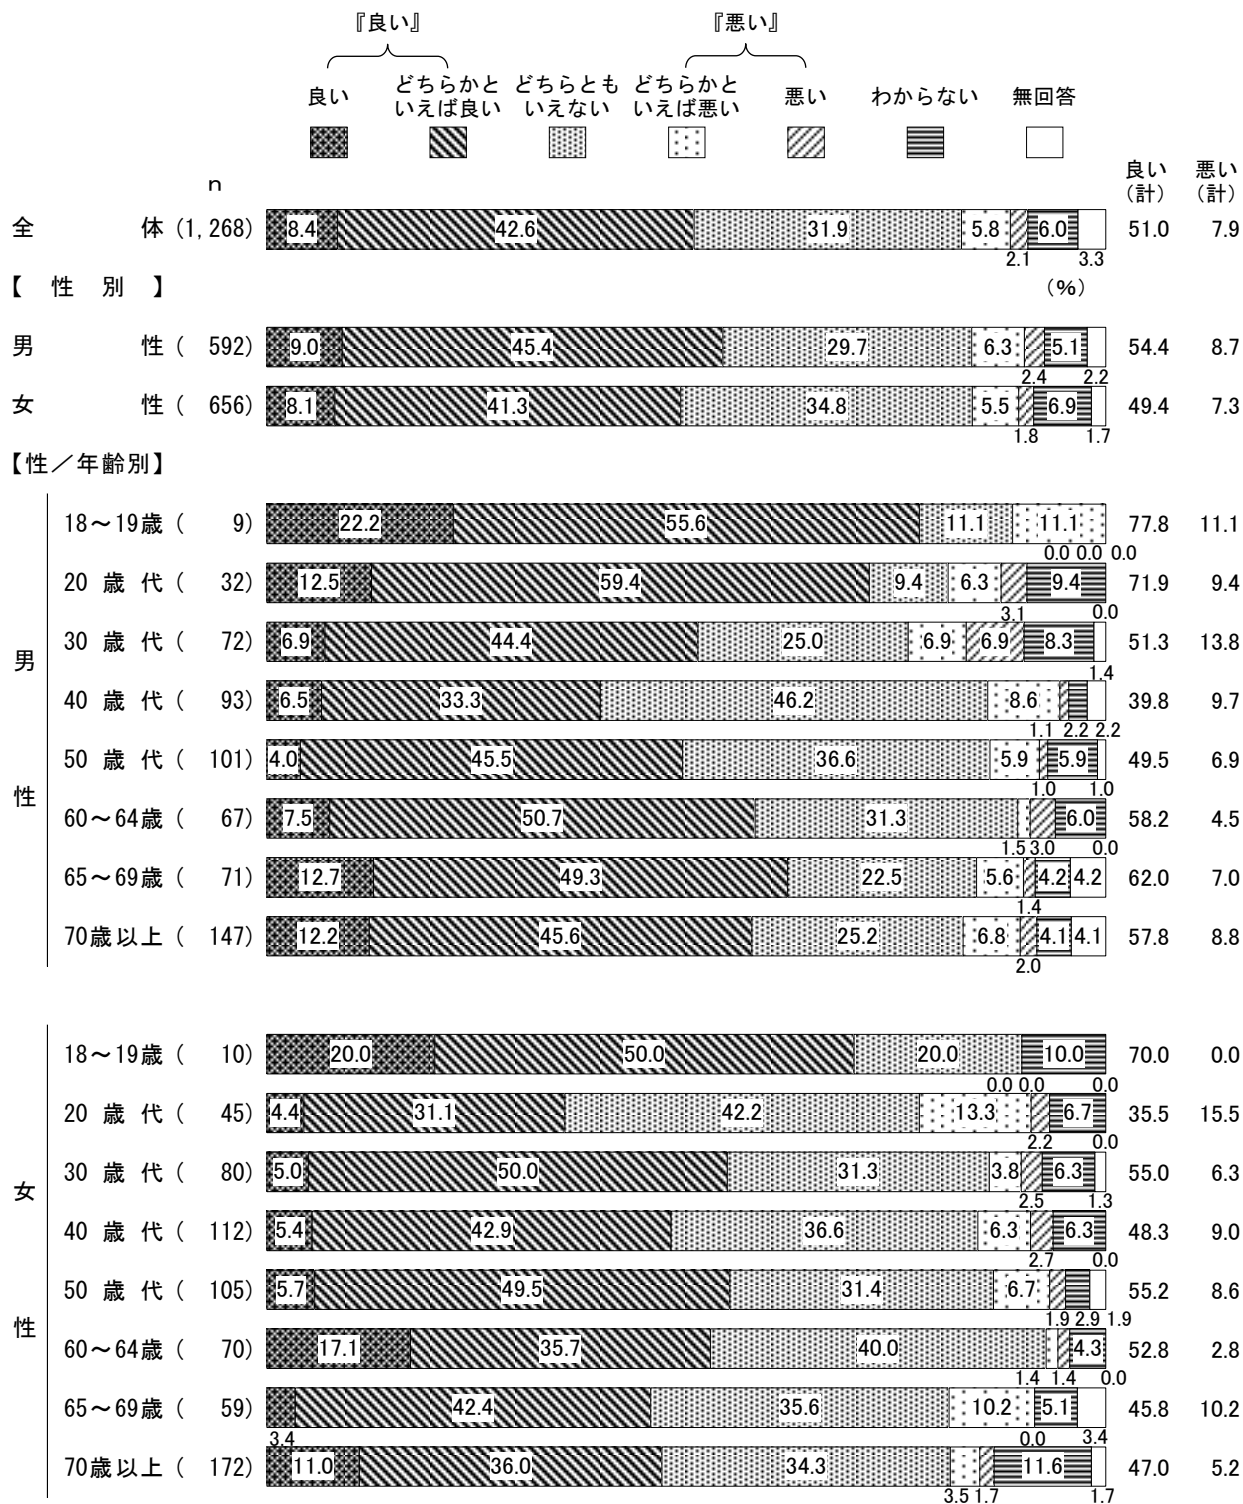 『良い』 『悪い』
良い どちらかと どちらとも どちらかと 悪い わからない 無回答
いえば良い いえない いえば悪い
良い 悪い
n (計) (計)
全体 (1,268) 8.4 42.6 31.9 5.8 6.0 51.0 7.9
2.1 3.3
【性別】 (%)
男性 ( 592) 9.0 45.4 29.7 6.3 5.1 54.4 8.7
2.4 2.2
女性 ( 656) 8.1 41.3 34.8 5.5 6.9 49.4 7.3
1.8 1.7
【性/年齢別】
18~19歳 ( 9) 22.2 55.6 11.1 11.1 77.8 11.1
0.0 0.0 0.0
20歳代 ( 32) 12.5 59.4 9.4 6.3 9.4 71.9 9.4
3.1 0.0
30歳代 ( 72) 6.9 44.4 25.0 6.9 6.9 8.3 51.3 13.8
1.4
40歳代 ( 93) 6.5 33.3 46.2 8.6 39.8 9.7
1.1 2.2 2.2
50歳代 ( 101) 4.0 45.5 36.6 5.9 5.9 49.5 6.9
1.0 1.0
60~64歳 ( 67) 7.5 50.7 31.3 6.0 58.2 4.5
1.5 3.0 0.0
65~69歳 ( 71) 12.7 49.3 22.5 5.6 4.2 4.2 62.0 7.0
1.4
70歳以上 ( 147) 12.2 45.6 25.2 6.8 4.1 4.1 57.8 8.8
2.0
男性
18~19歳 ( 10) 20.0 50.0 20.0 10.0 70.0 0.0
0.0 0.0 0.0
20歳代 ( 45) 4.4 31.1 42.2 13.3 6.7 35.5 15.5
2.2 0.0
30歳代 ( 80) 5.0 50.0 31.3 3.8 6.3 55.0 6.3
2.5 1.3
40歳代 ( 112) 5.4 42.9 36.6 6.3 6.3 48.3 9.0
2.7 0.0
50歳代 ( 105) 5.7 49.5 31.4 6.7 55.2 8.6
1.9 2.9 1.9
60~64歳 ( 70) 17.1 35.7 40.0 4.3 52.8 2.8
1.4 1.4 0.0
65~69歳 ( 59) 42.4 35.6 10.2 5.1 45.8 10.2
3.4 0.0 3.4
70歳以上 ( 172) 11.0 36.0 34.3 11.6 47.0 5.2
3.5 1.7 1.7
女性